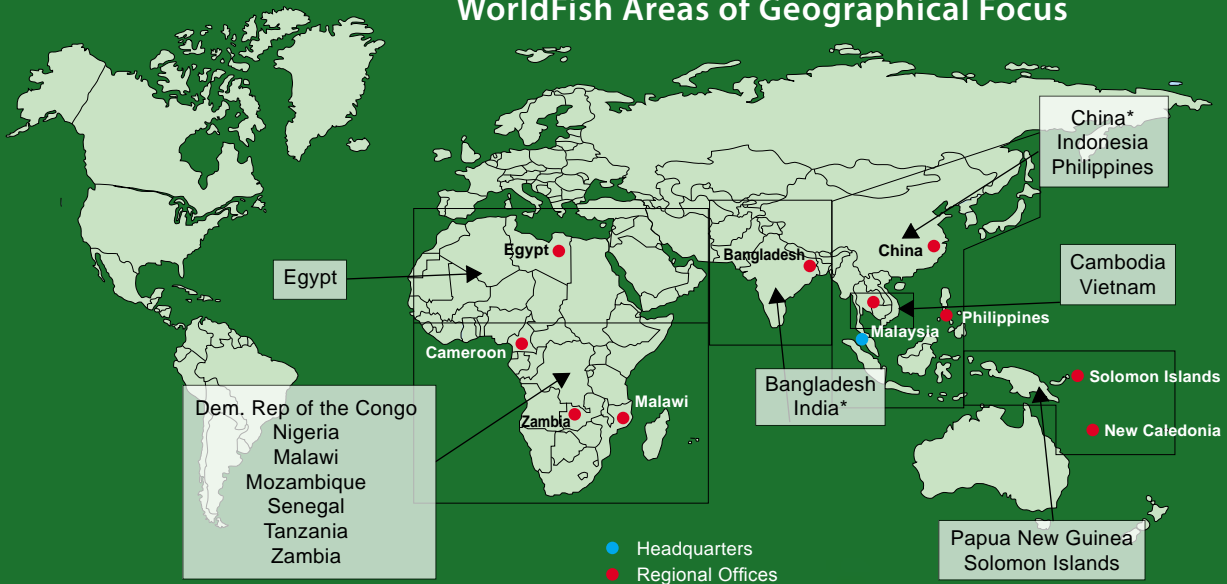 WorldFish Areas of Geographical Focus
China*
Indonesia
Philippines
Egypt
Egypt
Bangladesh
China
Cambodia
Vietnam
Philippines
Malaysia
Cameroon
Solomon Islands
Bangladesh
India*
Dem. Rep of the Congo
Nigeria
Malawi
Mozambique
Senegal
Tanzania
Zambia
Malawi
Zambia
New Caledonia
Papua New Guinea
Solomon Islands
Headquarters
Regional Offices